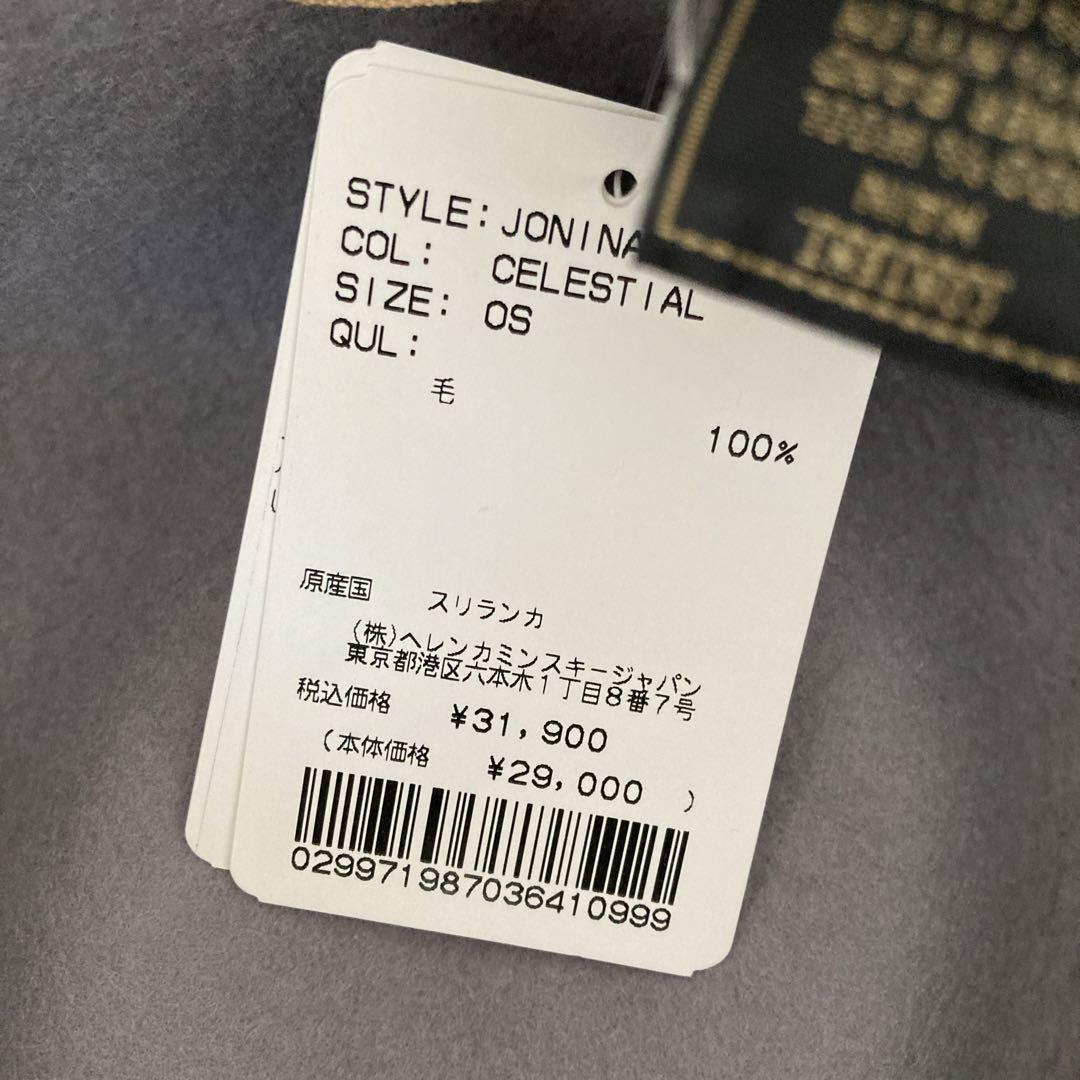 STYLE: JONINA
COL: CELESTIAL
SIZE: OS
QUL:
毛
100%
原産国 スリランカ
(株)ヘレンカミンスキージャパン
東京都港区六本木1丁目8番7号
税込価格 ¥31,900
(本体価格 ¥29,000 )
029971987036410999